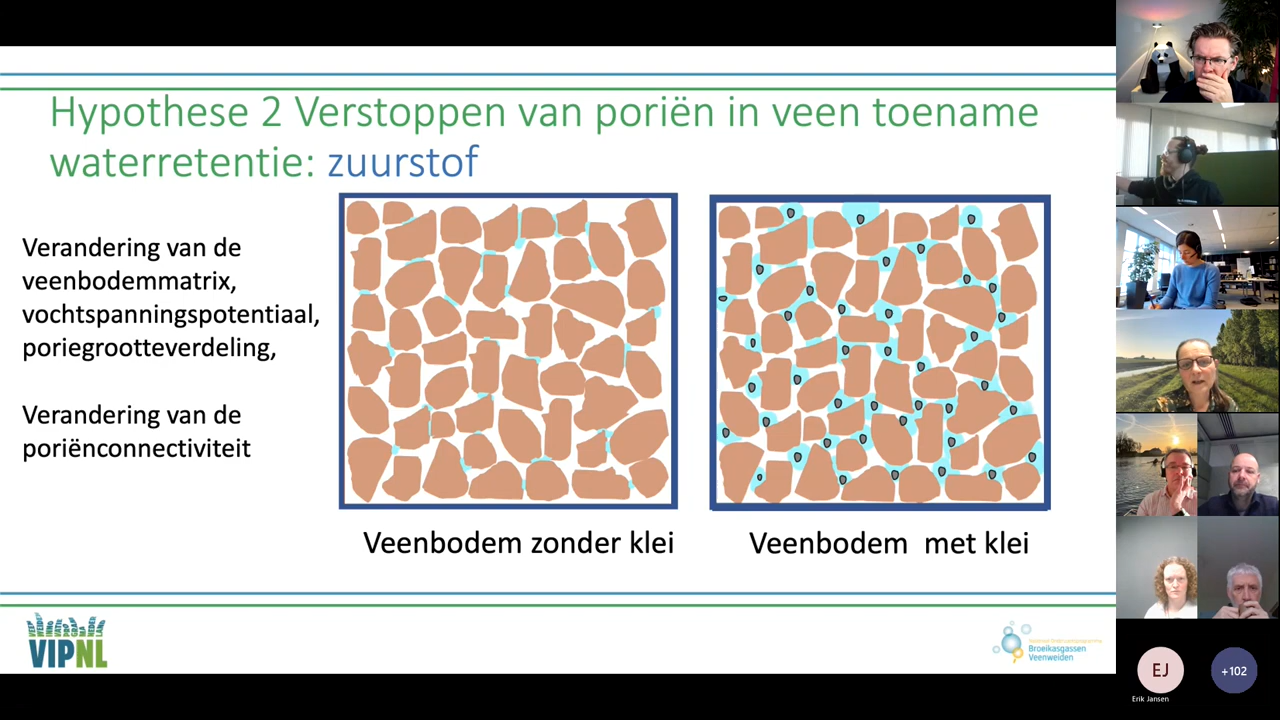 Hypothese 2 Verstoppen van poriën in veen toename
waterretentie: zuurstof
Verandering van de
veenbodemmatrix,
vochtspanningspotentiaal,
poriegrootteverdeling,
Verandering van de
poriënconnectiviteit
Veenbodem zonder klei
Veenbodem met klei
VIPNL
Broeikasgassen
Veenweiden
EJ
+102
Erik Jansen